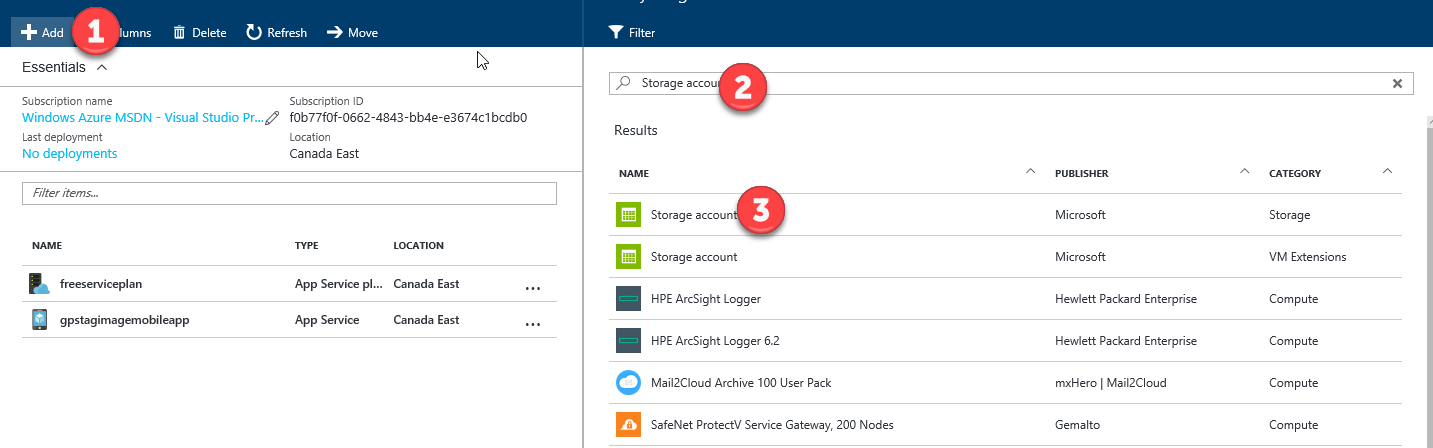 Add
1
lumns
Delete
Refresh
Move
Essentials
Subscription name
Subscription ID
Windows Azure MSDN - Visual Studio Pr...
f0b77f0f-0662-4843-bb4e-e3674c1bcdb0
Last deployment
Location
No deployments
Canada East
Filter items...
NAME TYPE LOCATION
freeserviceplan App Service pl... Canada East ...
gpstagimagemobileapp App Service Canada East ...
Filter
Storage accou
2
Results
NAME PUBLISHER CATEGORY
Storage account 3 Microsoft Storage
Storage account Microsoft VM Extensions
HPE ArcSight Logger Hewlett Packard Enterprise Compute
HPE ArcSight Logger 6.2 Hewlett Packard Enterprise Compute
Mail2Cloud Archive 100 User Pack mxHero | Mail2Cloud Compute
SafeNet ProtectV Service Gateway, 200 Nodes Gemalto Compute